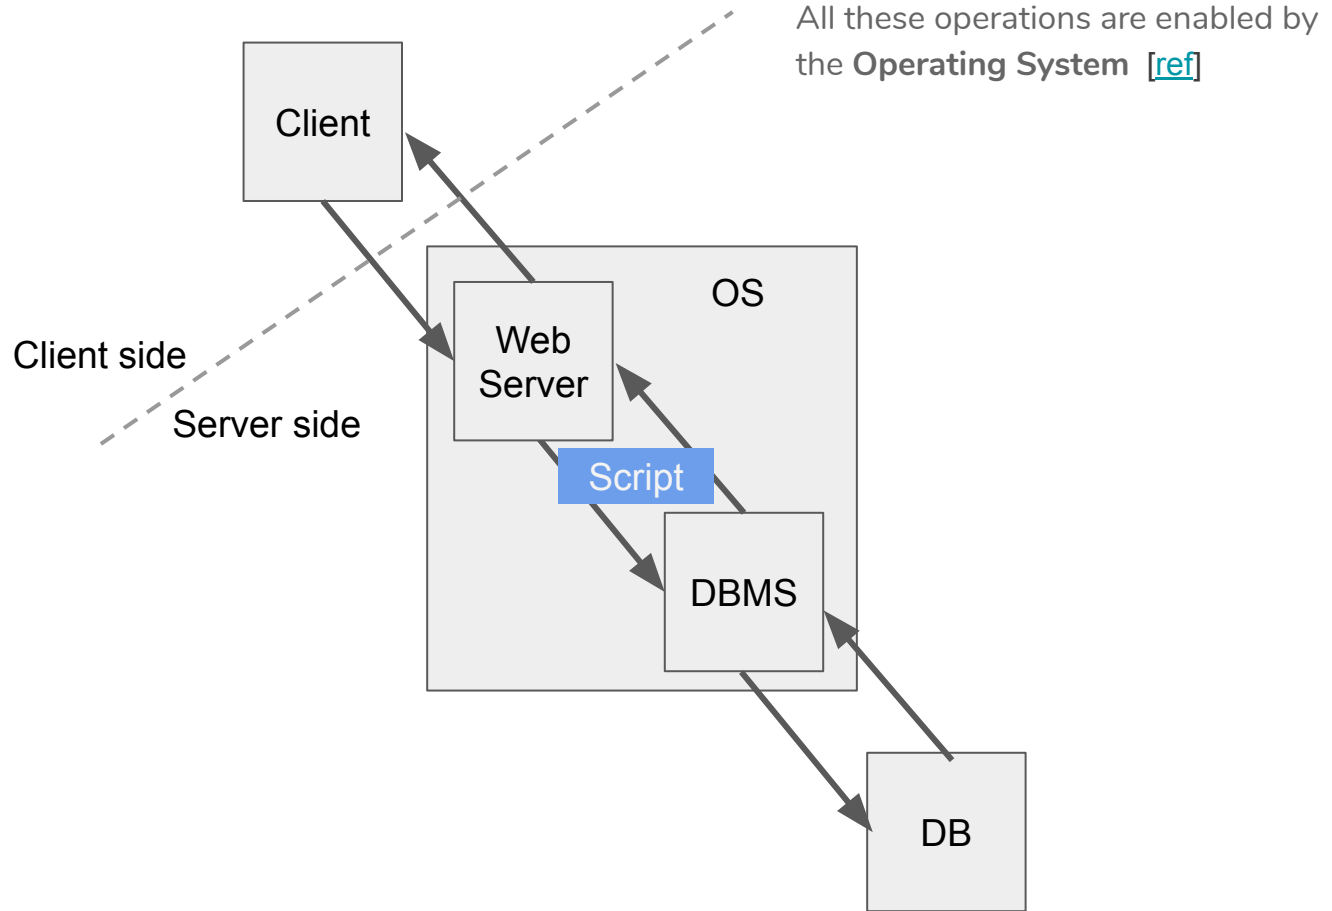 All these operations are enabled by
the Operating System [ref]
Client
OS
Web
Server
Client side
Server side
Script
DBMS
DB